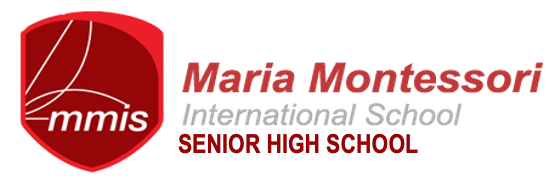 mmis
Maria Montessori
International School
SENIOR HIGH SCHOOL